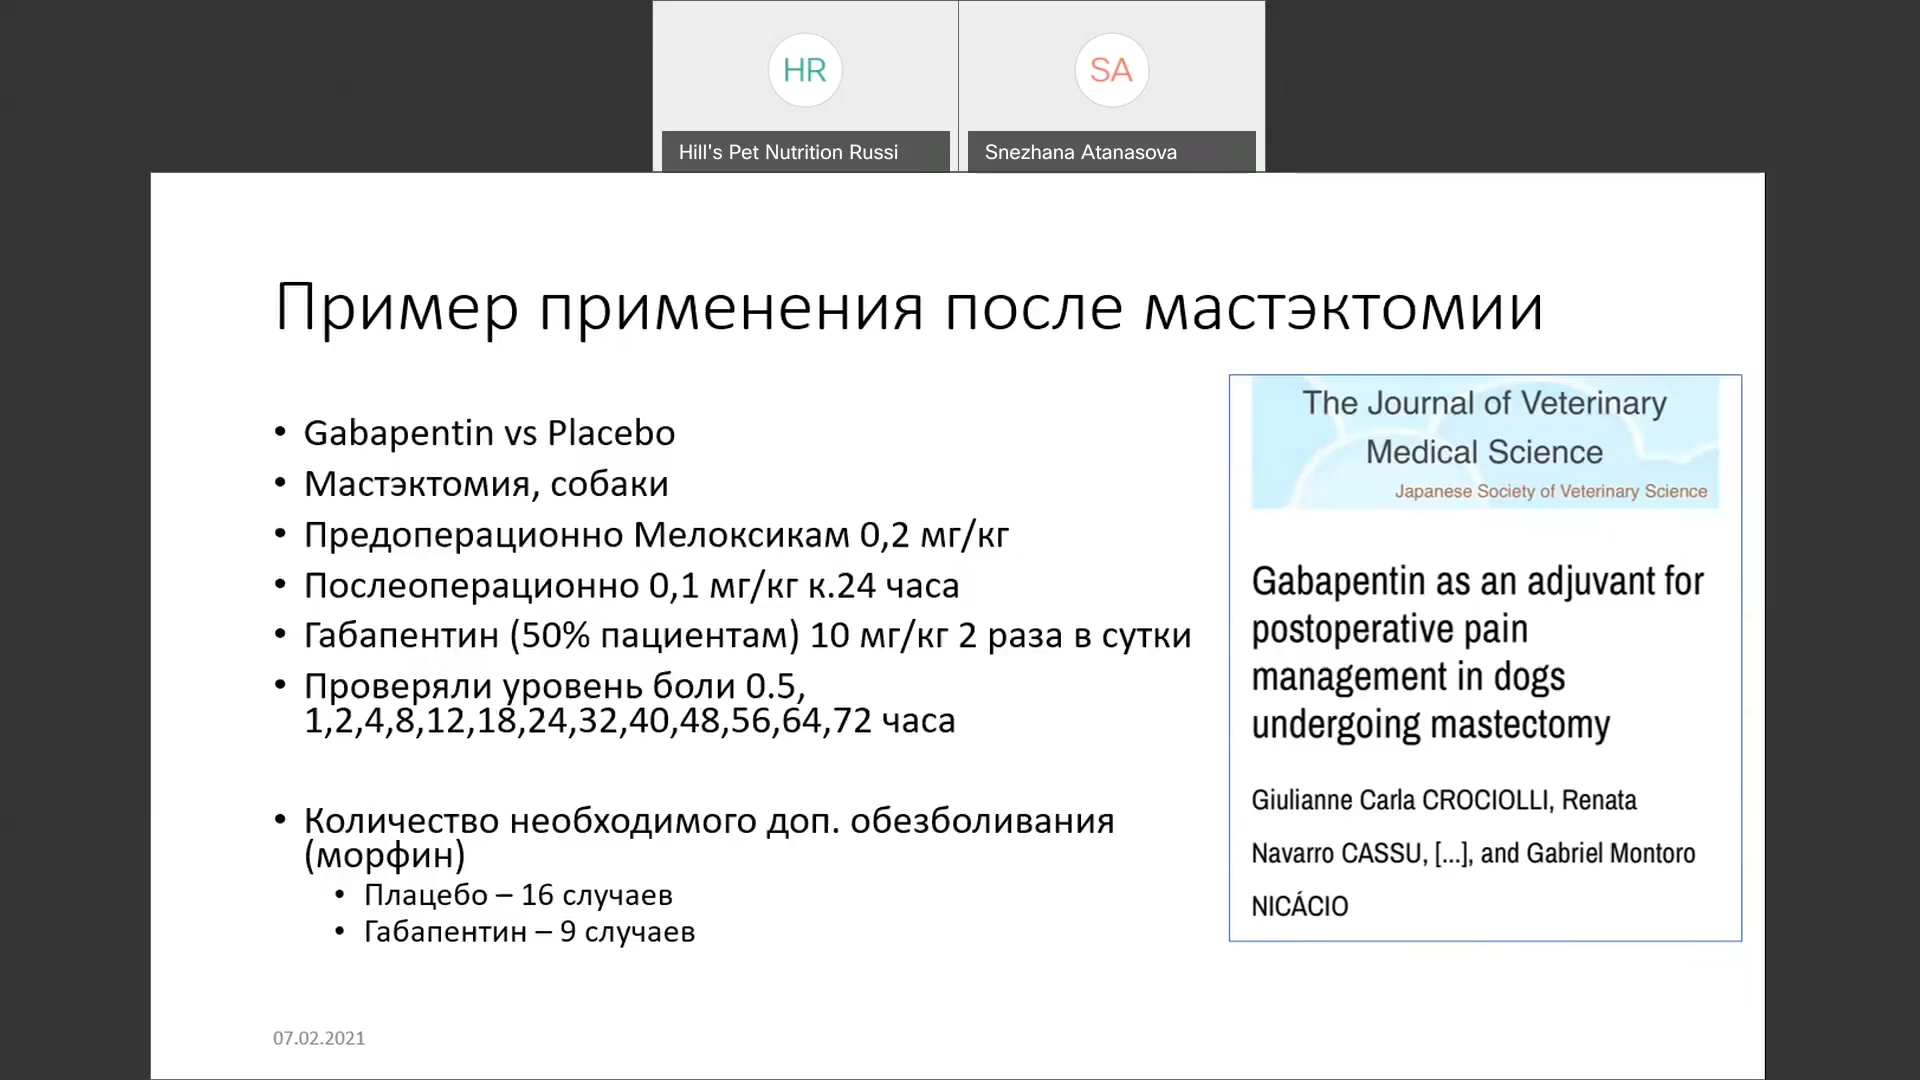 HR
SA
Hill's Pet Nutrition Russi
Snezhana Atanasova
Пример применения после мастэктомии
• Gabapentin vs Placebo
• Мастэктомия, собаки
• Предоперационно Мелоксикам 0,2 мг/кг
• Послеоперационно 0,1 мг/кг к.24 часа
• Габапентин (50% пациентам) 10 мг/кг 2 раза в сутки
• Проверяли уровень боли 0.5,
1,2,4,8,12,18,24,32,40,48,56,64,72 часа
• Количество необходимого доп. обезболивания
(морфин)
• Плацебо – 16 случаев
• Габапентин – 9 случаев
The Journal of Veterinary
Medical Science
Japanese Society of Veterinary Science
Gabapentin as an adjuvant for
postoperative pain
management in dogs
undergoing mastectomy
Giulianne Carla CROCIOLLI, Renata
Navarro CASSU, [...], and Gabriel Montoro
NICÁCIO
07.02.2021